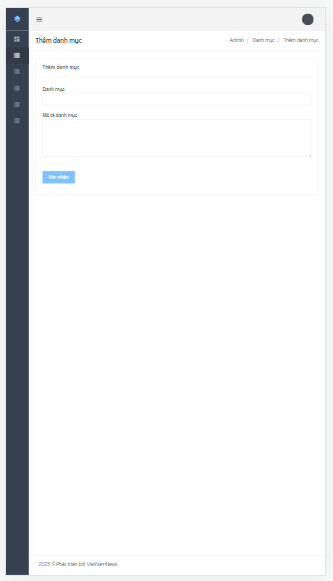 Thêm danh mục
Admin / Danh mục / Thêm danh mục
Thêm danh mục
Danh mục
Mô tả danh mục
Xác nhận
2025 © Phát triển bởi VietNamNews